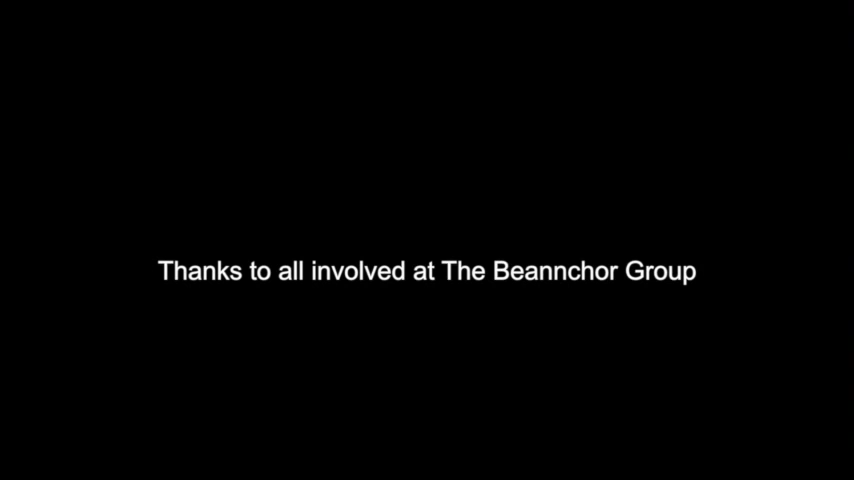 Thanks to all involved at The Beannchor Group